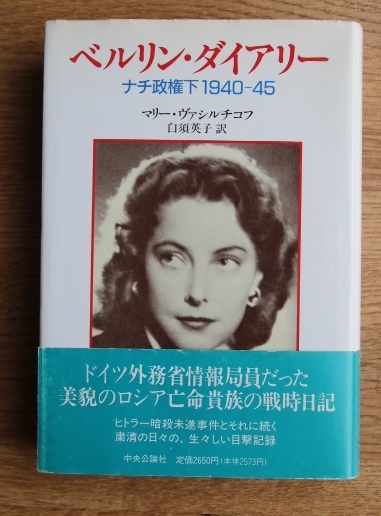 ベルリン・ダイアリー
ナチ政権下1940-45
マリー・ヴァシルチコフ
白須英子 訳
ドイツ外務省情報局員だった
美貌のロシア亡命貴族の戦時日記
ヒトラー暗殺未遂事件とそれに続く
粛清の日々の、生々しい目撃記録
中央公論社 定価2650円(本体2573円)